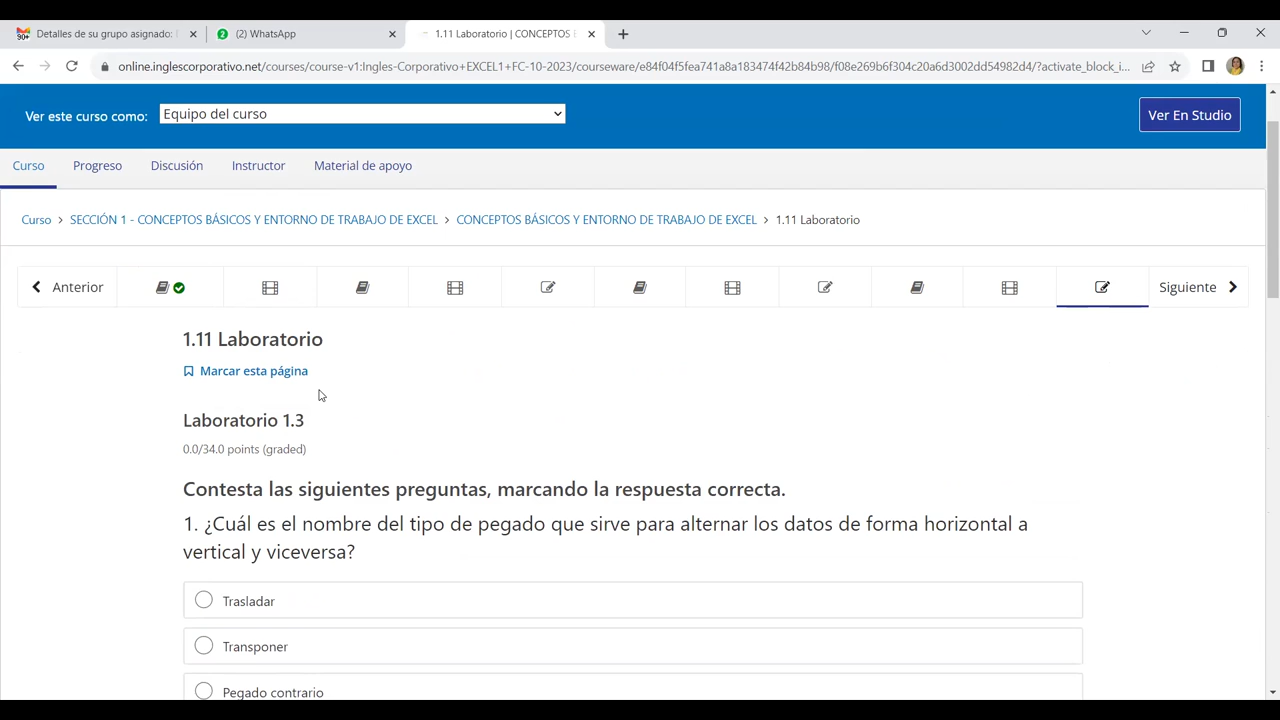 Detalles de su grupo asignado:
(2) WhatsApp
1.11 Laboratorio | CONCEPTOS
online.inglescorporativo.net/courses/course-v1:Ingles-Corporativo+EXCEL1+FC-10-2023/courseware/e84f04f5fea741a8a183474f42b84b98/f08e269b6f304c20a6d3002dd54982d4/?activate_block_i...
Ver este curso como:
Equipo del curso
Ver En Studio
Curso
Progreso
Discusión
Instructor
Material de apoyo
Curso > SECCIÓN 1 - CONCEPTOS BÁSICOS Y ENTORNO DE TRABAJO DE EXCEL > CONCEPTOS BÁSICOS Y ENTORNO DE TRABAJO DE EXCEL > 1.11 Laboratorio
Anterior
Siguiente
1.11 Laboratorio
Marcar esta página
Laboratorio 1.3
0.0/34.0 points (graded)
Contesta las siguientes preguntas, marcando la respuesta correcta.
1. ¿Cuál es el nombre del tipo de pegado que sirve para alternar los datos de forma horizontal a
vertical y viceversa?
Trasladar
Transponer
Pegado contrario